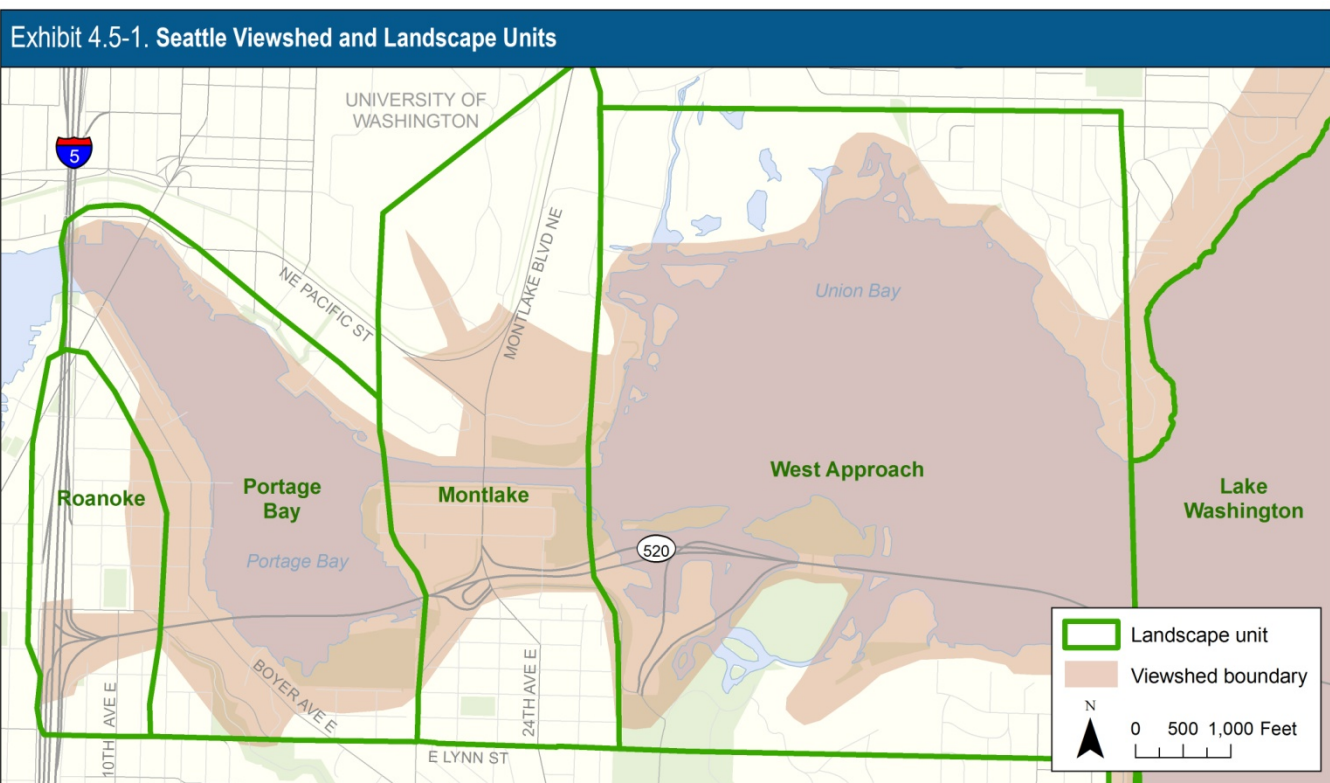 Exhibit 4.5-1. Seattle Viewshed and Landscape Units
UNIVERSITY OF
WASHINGTON
5
NE PACIFIC ST
MONTLAKE BLVD NE
Union Bay
Roanoke
Portage
Bay
Montlake
West Approach
Lake
Washington
Portage Bay
520
BOYER AVE E
10TH AVE E
24TH AVE E
E LYNN ST
Landscape unit
Viewshed boundary
N
0 500 1,000 Feet